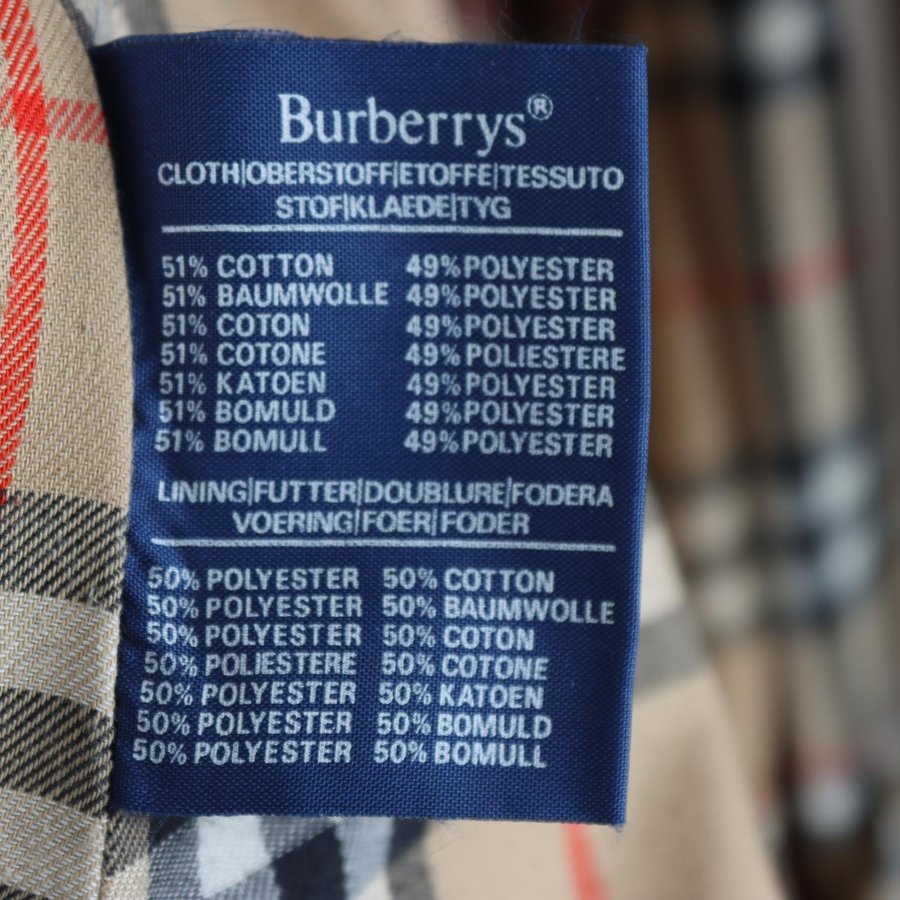 Burberrys®
CLOTH|OBERSTOFF|ETOFFE|TESSUTO
STOF|KLAEDE|TYG
51% COTTON 49%POLYESTER
51% BAUMWOLLE 49%POLYESTER
51% COTON 49%POLYESTER
51% COTONE 49%POLIESTERE
51% KATOEN 49%POLYESTER
51% BOMULD 49%POLYESTER
51% BOMULL 49%POLYESTER
LINING|FUTTER|DOUBLURE|FODERA
VOERING|FOER|FODER
50% POLYESTER 50% COTTON
50% POLYESTER 50% BAUMWOLLE
50% POLYESTER 50% COTON
50% POLIESTERE 50% COTONE
50% POLYESTER 50% KATOEN
50% POLYESTER 50% BOMULD
50% POLYESTER 50% BOMULL